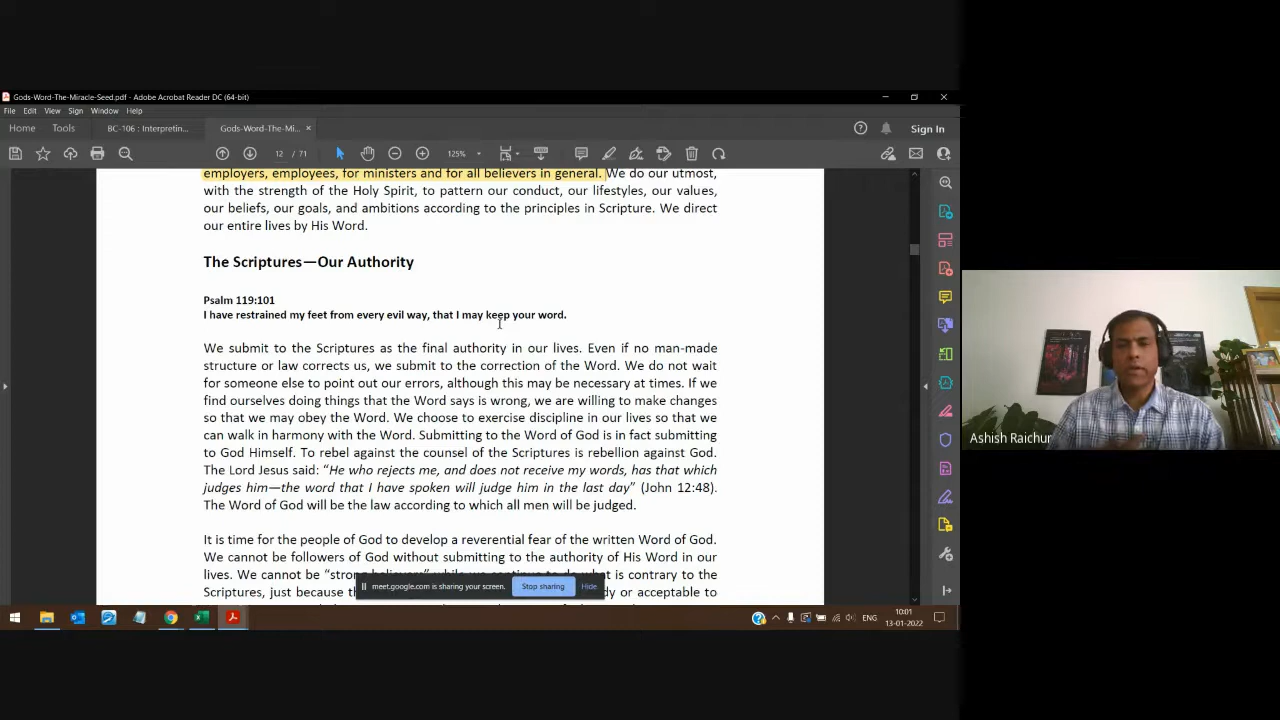 Gods-Word-The-Miracle-Seed.pdf - Adobe Acrobat Reader DC (64-bit)
File Edit View Sign Window Help
Home Tools BC-106 : Interpretin... Gods-Word-The-Mi... × Sign In
12 / 71 125%
employers, employees, for ministers and for all believers in general. We do our utmost,
with the strength of the Holy Spirit, to pattern our conduct, our lifestyles, our values,
our beliefs, our goals, and ambitions according to the principles in Scripture. We direct
our entire lives by His Word.
The Scriptures—Our Authority
Psalm 119:101
I have restrained my feet from every evil way, that I may keep your word.
We submit to the Scriptures as the final authority in our lives. Even if no man-made
structure or law corrects us, we submit to the correction of the Word. We do not wait
for someone else to point out our errors, although this may be necessary at times. If we
find ourselves doing things that the Word says is wrong, we are willing to make changes
so that we may obey the Word. We choose to exercise discipline in our lives so that we
can walk in harmony with the Word. Submitting to the Word of God is in fact submitting
to God Himself. To rebel against the counsel of the Scriptures is rebellion against God.
The Lord Jesus said: “He who rejects me, and does not receive my words, has that which
judges him—the word that I have spoken will judge him in the last day” (John 12:48).
The Word of God will be the law according to which all men will be judged.
It is time for the people of God to develop a reverential fear of the written Word of God.
We cannot be followers of God without submitting to the authority of His Word in our
lives. We cannot be “strong what is contrary to the
Scriptures, just because or acceptable to
meet.google.com is sharing your screen. Stop sharing Hide
ENG
10:01
13-01-2022
Ashish Raichur